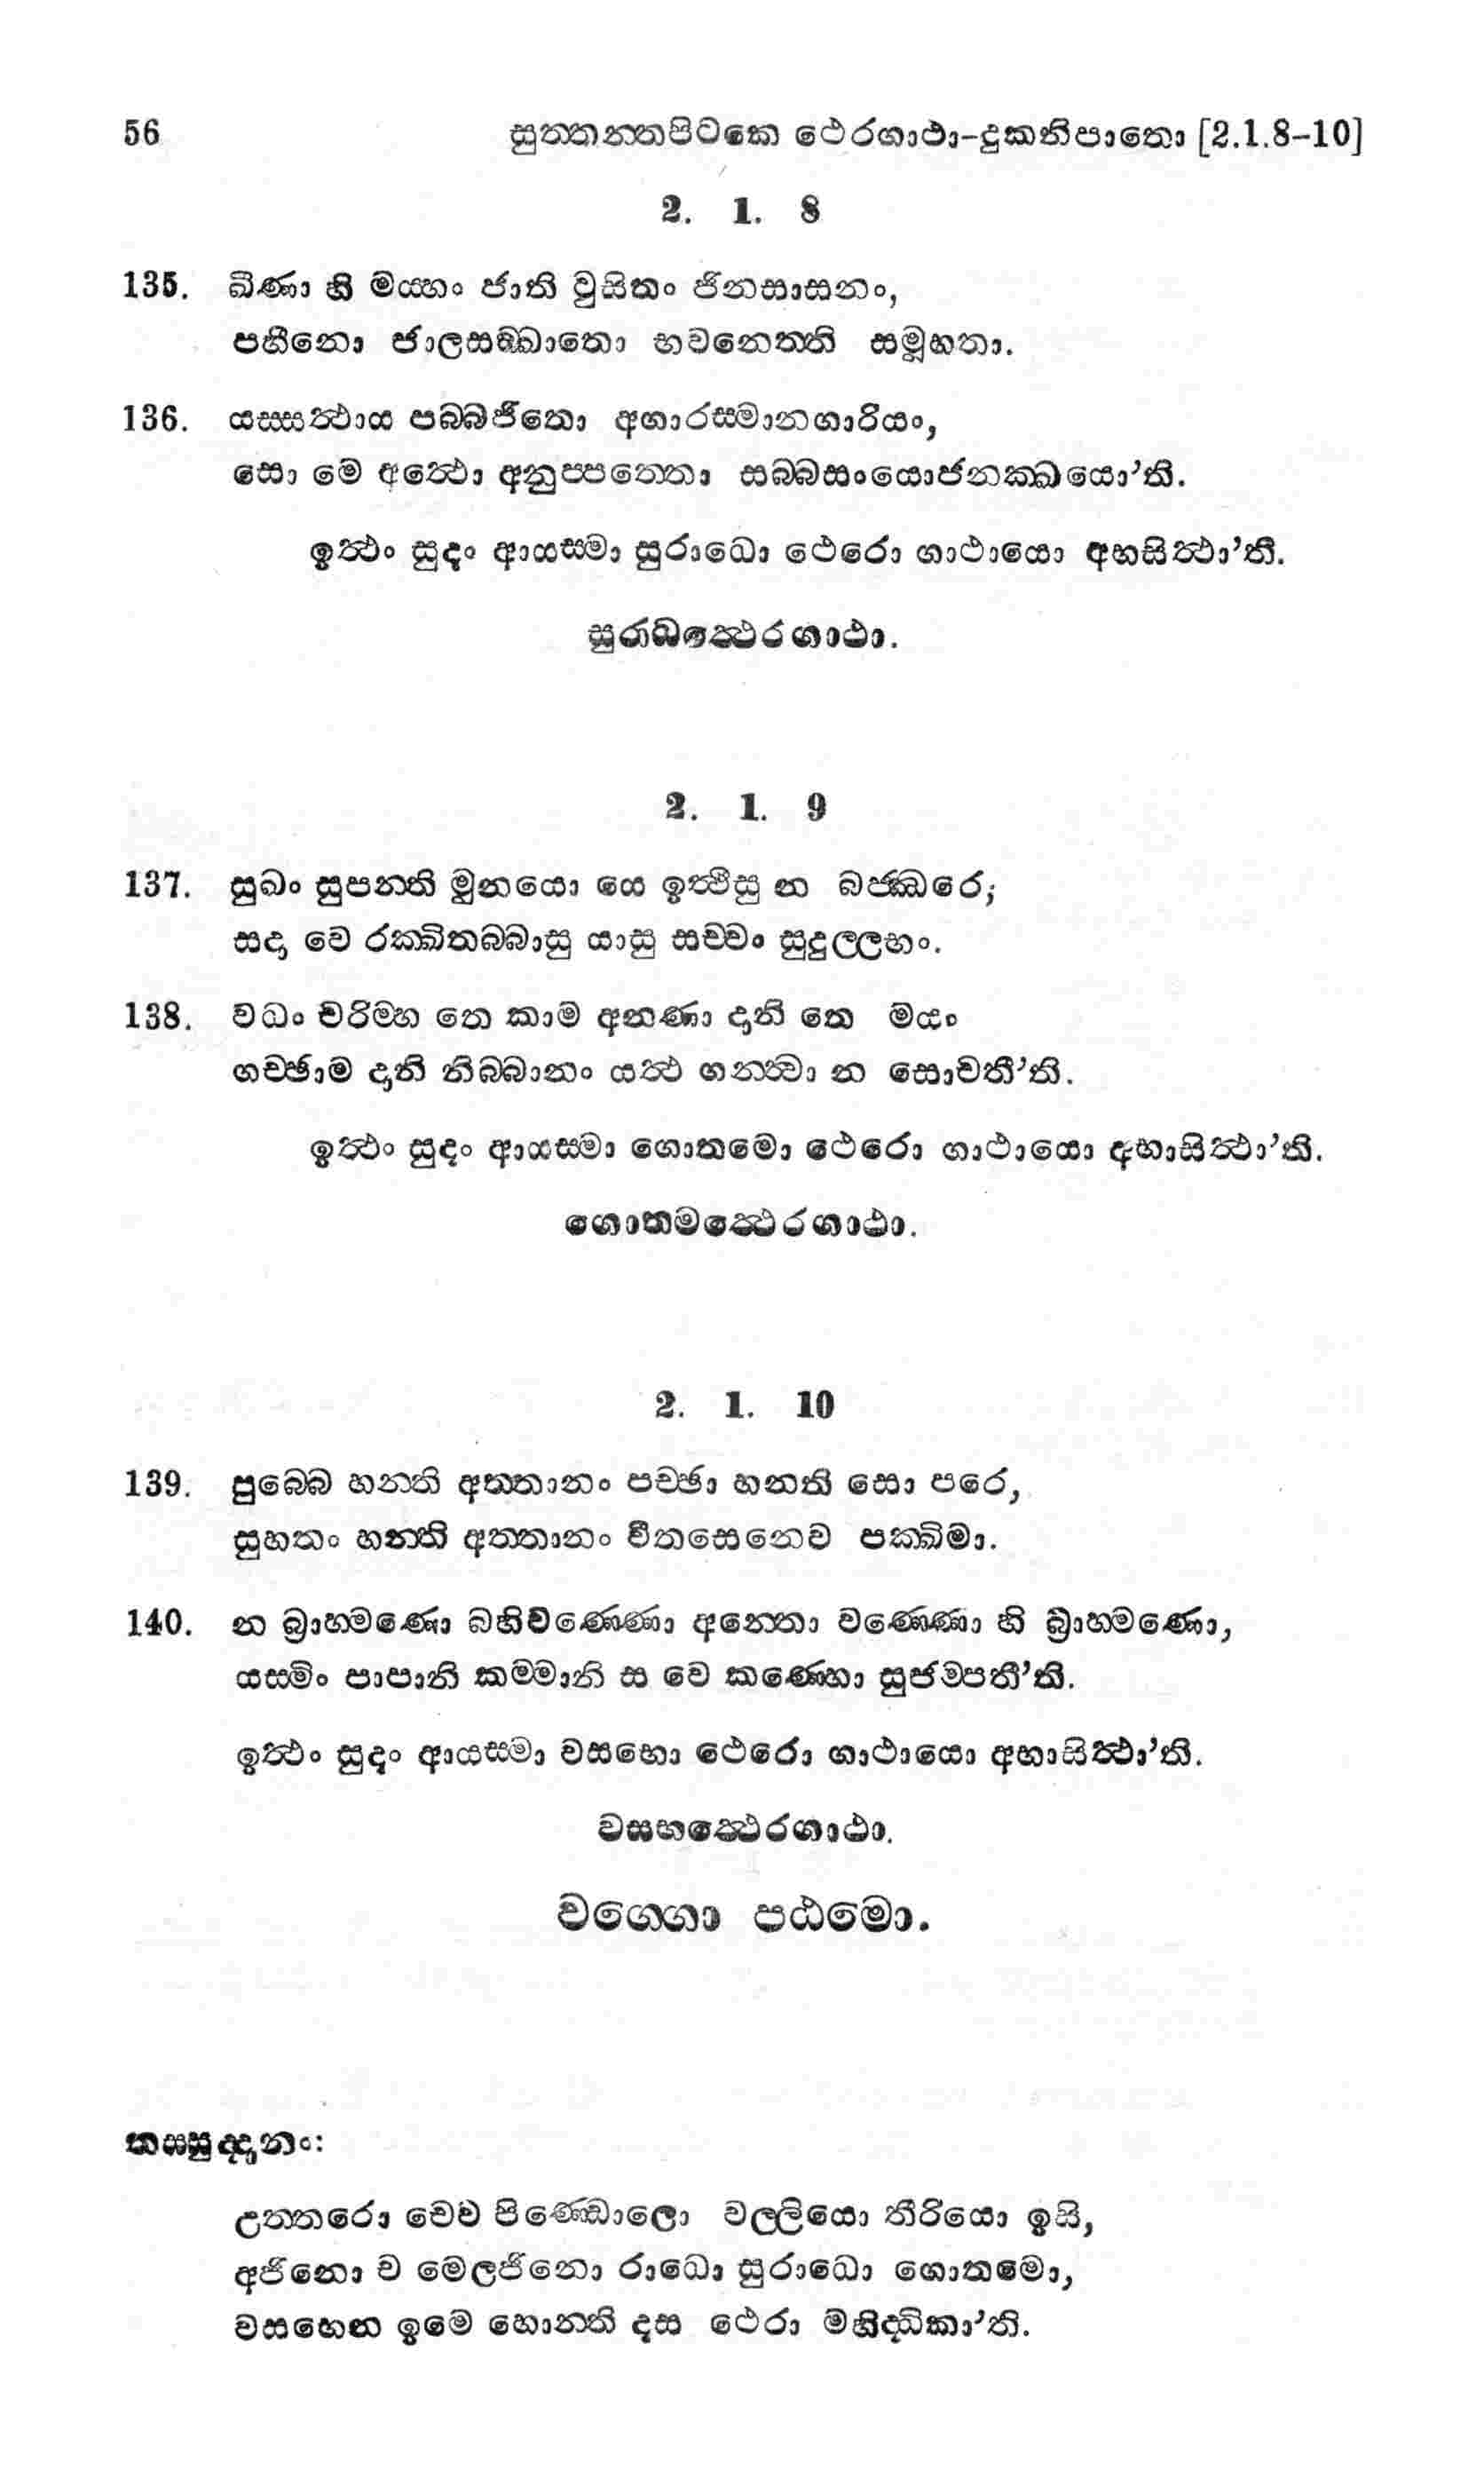 56 සුත්තන්තපිටකෙ ථෙරගාථා-දුකනිපාතො [2.1.8-10]
2. 1. 8
135. ඛීණා හි මය්හං ජාති වුසිතං ජිනසාසනං,
පහීනො ජාලසඞ්ඛාතො භවනෙත්ති සමූහතා.
136. යස්සත්ථාය පබ්බජිතො අගාරස්මානගාරියං,
සො මෙ අත්ථො අනුප්පත්තො සබ්බසංයොජනක්ඛයො'ති.
ඉත්ථං සුදං ආයස්මා සුරාධො ථෙරො ගාථායො අභසිත්ථා'තී.
සුරාධත්ථෙරගාථා.
2. 1. 9
137. සුඛං සුපන්ති මුනයො යෙ ඉත්ථීසු න බජ්ඣරෙ;
සදා වෙ රක්ඛිතබ්බාසු යාසු සච්චං සුදුල්ලභං.
138. වධං චරිම්හ තෙ කාම අනණා දානි තෙ මයං
ගච්ඡාම දානි නිබ්බානං යත්ථ ගන්ත්වා න සොචතී'ති.
ඉත්ථං සුදං ආයස්මා ගොතමො ථෙරො ගාථායො අභාසිත්ථා'ති.
ගොතමත්ථෙරගාථා.
2. 1. 10
139. පුබ්බෙ හනති අත්තානං පච්ඡා හනති සො පරෙ,
සුහතං හන්ති අත්තානං වීතංසෙනෙව පක්ඛිමා.
140. න බ්‍රාහ්මණො බහිවණ්ණො අන්තො වණ්ණො හි බ්‍රාහ්මණො,
යස්මිං පාපානි කම්මානි ස වෙ කණ්හො සුජම්පතී'ති.
ඉත්ථං සුදං ආයස්මා වසභො ථෙරො ගාථායො අභාසිත්ථා'ති.
වසභත්ථෙරගාථා.
වග්ගො පඨමො.
තස්සුද්දානං:
උත්තරො චෙව පිණ්ඩොලො වල්ලියො තීරියො ඉසි,
අජිනො ච මෙලජිනො රාධො සුරාධො ගොතමො,
වසභෙන ඉමෙ හොන්ති දස ථෙරා මහිද්ධිකා'ති.